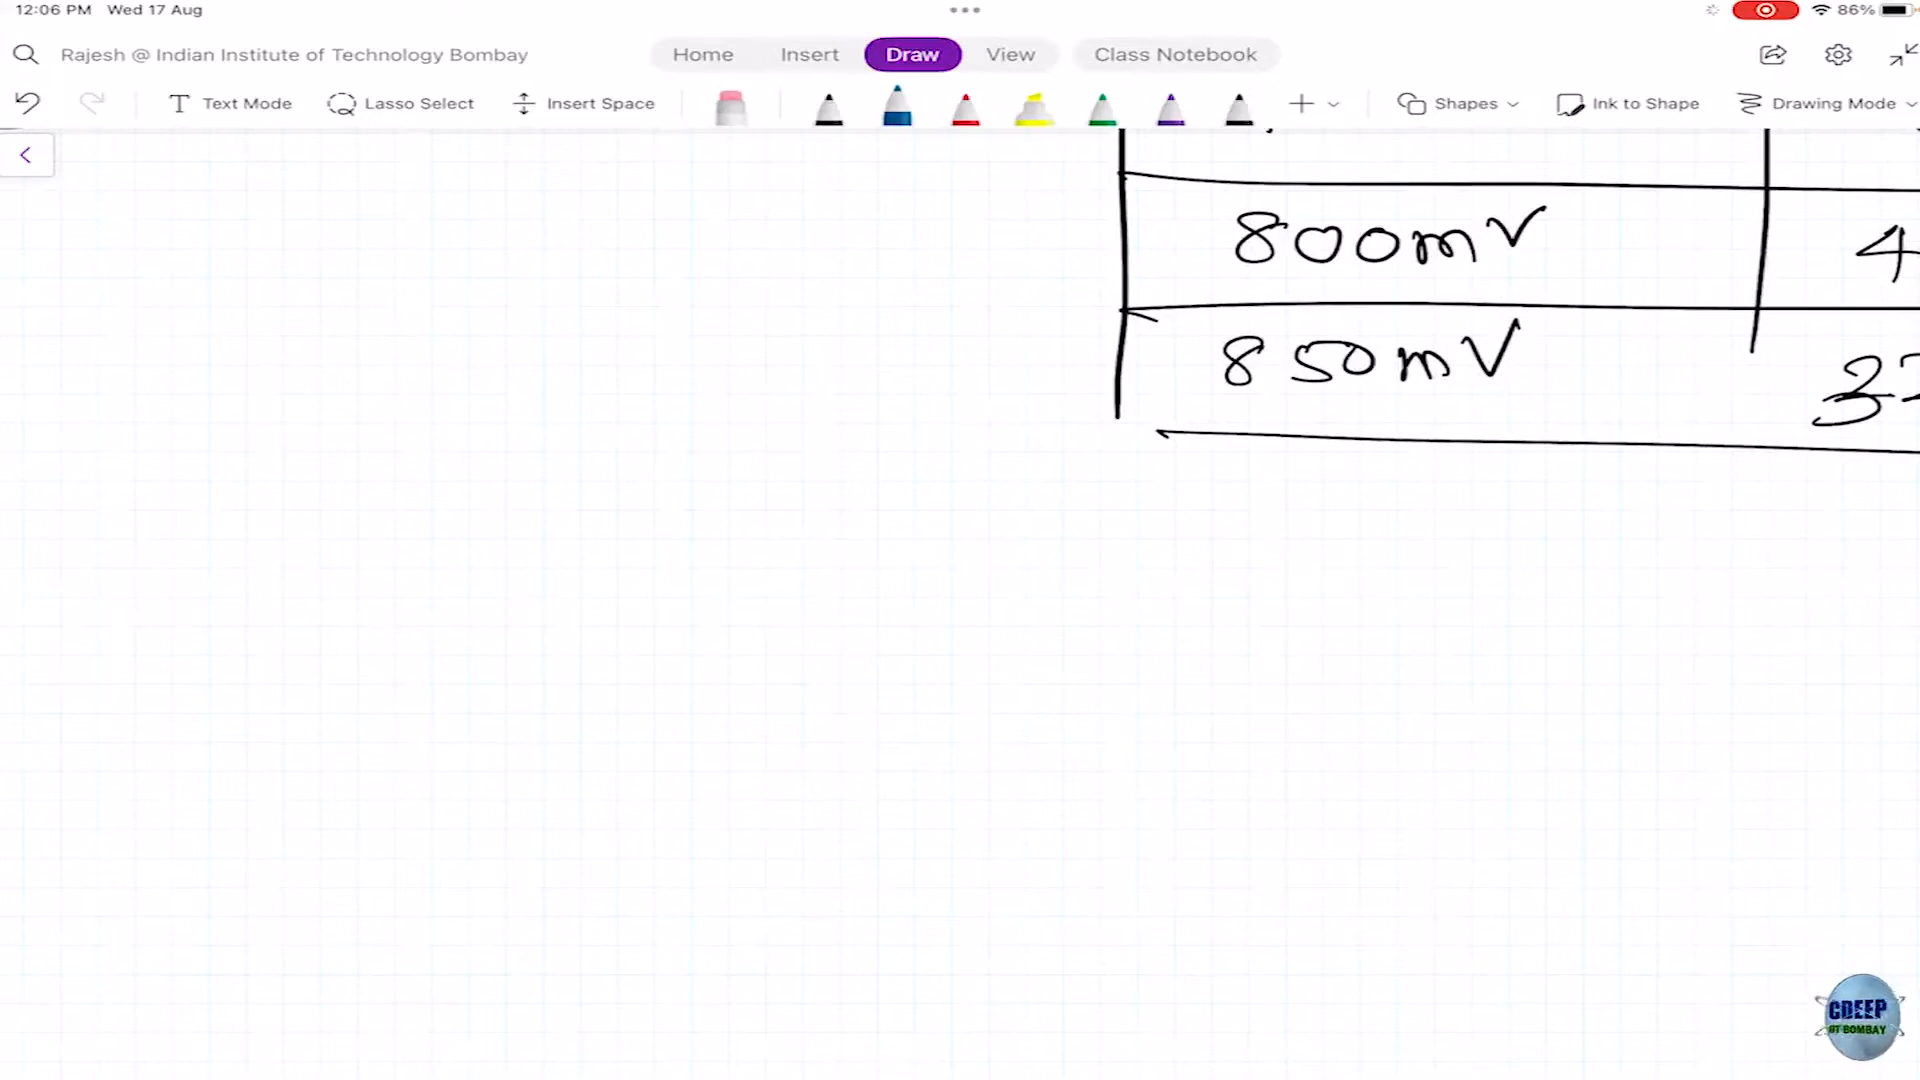 12:06 PM Wed 17 Aug
86%
Rajesh @ Indian Institute of Technology Bombay
Home Insert Draw View Class Notebook
Text Mode Lasso Select Insert Space Shapes Ink to Shape Drawing Mode
800mV 4
850mV
CDEEP
IIT BOMBAY